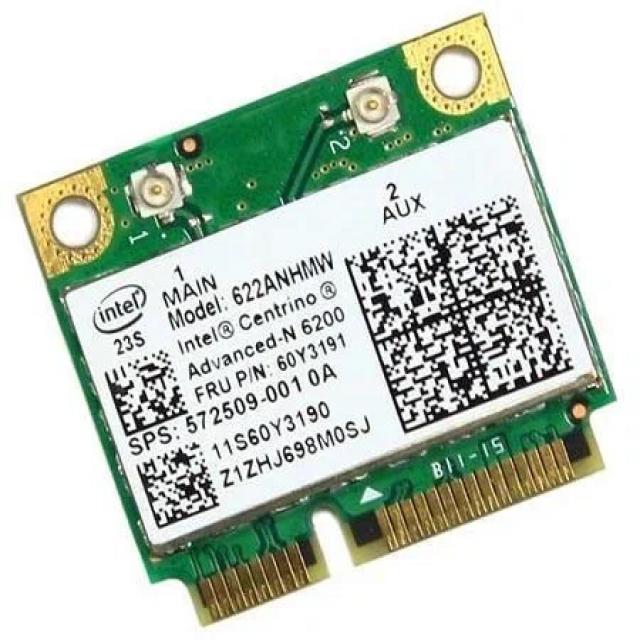 2
1
1
MAIN
2
AUX
intel
23S
Model: 622ANHMW
Intel® Centrino®
Advanced-N 6200
FRU P/N: 60Y3191
SPS: 572509-001 0A
11S60Y3190
Z1ZHJ698M0SJ
B11-15